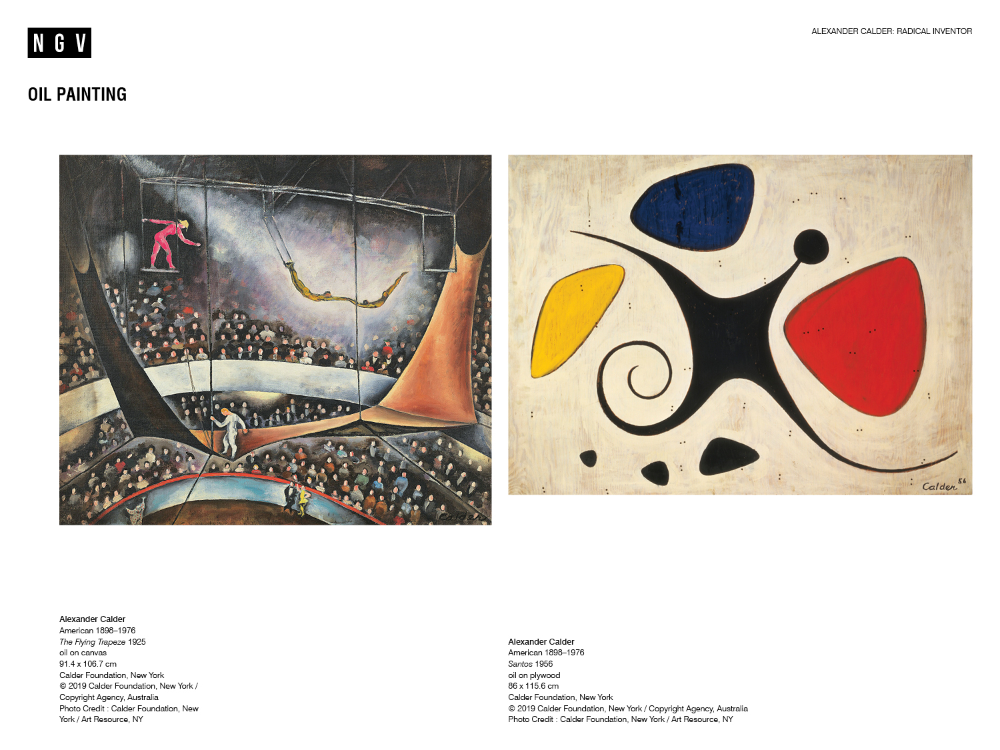 NGV
ALEXANDER CALDER: RADICAL INVENTOR
OIL PAINTING
Calder
Calder 56
Alexander Calder
American 1898–1976
The Flying Trapeze 1925
oil on canvas
91.4 x 106.7 cm
Calder Foundation, New York
© 2019 Calder Foundation, New York /
Copyright Agency, Australia
Photo Credit : Calder Foundation, New
York / Art Resource, NY
Alexander Calder
American 1898–1976
Santos 1956
oil on plywood
86 x 115.6 cm
Calder Foundation, New York
© 2019 Calder Foundation, New York / Copyright Agency, Australia
Photo Credit : Calder Foundation, New York / Art Resource, NY